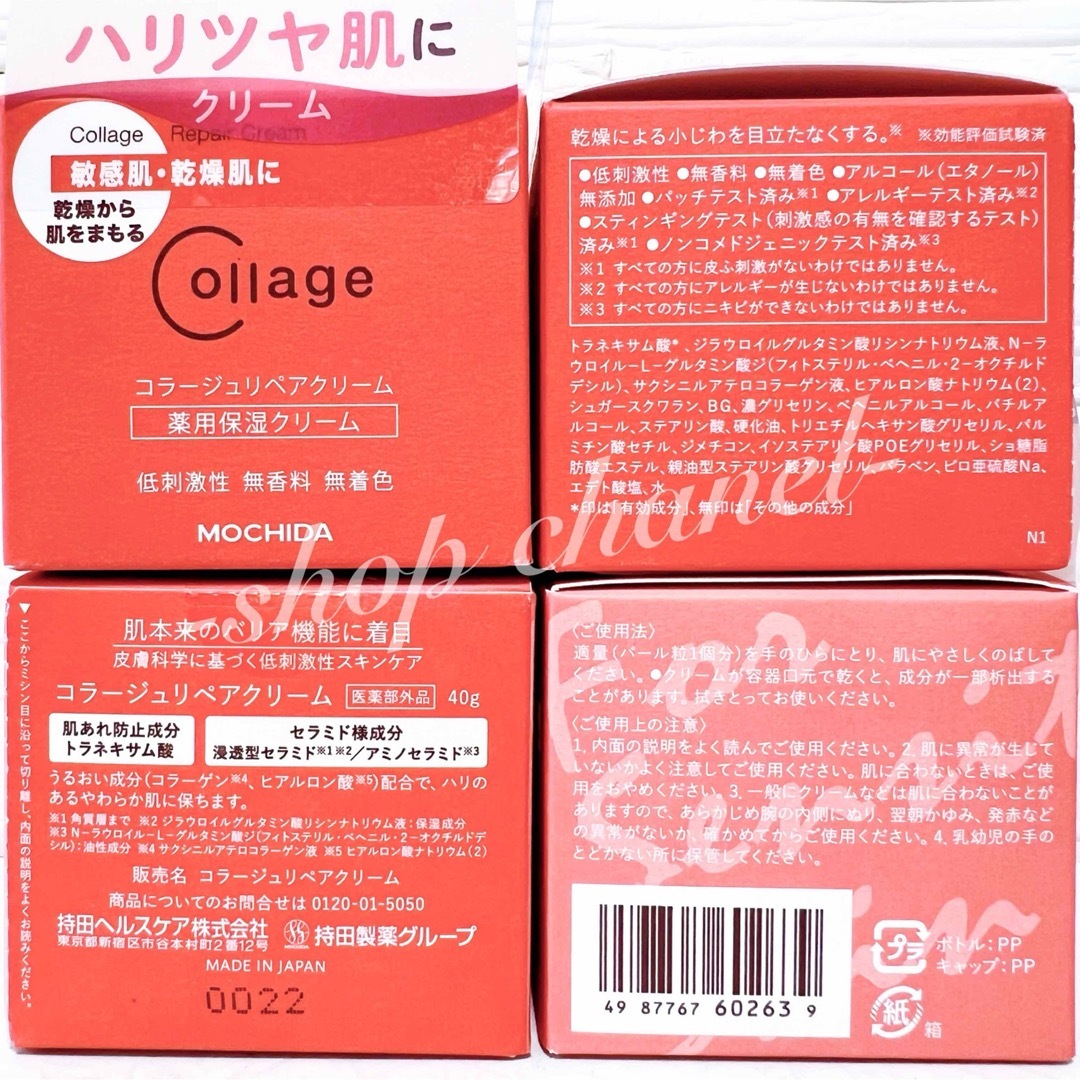 ハリツヤ肌に
クリーム
Collage Repair Cream
敏感肌・乾燥肌に
乾燥から
肌をまもる
Collage
コラージュリペアクリーム
薬用保湿クリーム
低刺激性 無香料 無着色
MOCHIDA
乾燥による小じわを目立たなくする。※ ※効能評価試験済
●低刺激性 ●無香料 ●無着色 ●アルコール(エタノール)
無添加 ●パッチテスト済み※1 ●アレルギーテスト済み※2
●スティンギングテスト(刺激感の有無を確認するテスト)
済み※1 ●ノンコメドジェニックテスト済み※3
※1 すべての方に皮ふ刺激がないわけではありません。
※2 すべての方にアレルギーが生じないわけではありません。
※3 すべての方にニキビができないわけではありません。
トラネキサム酸*、ジラウロイルグルタミン酸リシンナトリウム液、N-ラ
ウロイル-L-グルタミン酸ジ(フィトステリル・ベヘニル・2-オクチルド
デシル)、サクシニルアテロコラーゲン液、ヒアルロン酸ナトリウム(2)、
シュガースクワラン、BG、濃グリセリン、ベヘニルアルコール、バチルア
ルコール、ステアリン酸、硬化油、トリエチルヘキサン酸グリセリル、パル
ミチン酸セチル、ジメチコン、イソステアリン酸POEグリセリル、ショ糖脂
肪酸エステル、親油型ステアリン酸グリセリル、パラベン、ピロ亜硫酸Na、
エデト酸塩、水
*印は「有効成分」、無印は「その他の成分」
N1
-shop chanel-
▼ここからミシン目に沿って切り離し、内面の説明をよくお読みください。
肌本来のバリア機能に着目
皮膚科学に基づく低刺激性スキンケア
コラージュリペアクリーム 医薬部外品 40g
肌あれ防止成分
トラネキサム酸
セラミド様成分
浸透型セラミド※1※2/アミノセラミド※3
うるおい成分(コラーゲン※4、ヒアルロン酸※5)配合で、ハリの
あるやわらか肌に保ちます。
※1 角質層まで ※2 ジラウロイルグルタミン酸リシンナトリウム液:保湿成分
※3 N-ラウロイル-L-グルタミン酸ジ(フィトステリル・ベヘニル・2-オクチルドデ
シル):油性成分 ※4 サクシニルアテロコラーゲン液 ※5 ヒアルロン酸ナトリウム(2)
販売名 コラージュリペアクリーム
商品についてのお問合せは 0120-01-5050
持田ヘルスケア株式会社
東京都新宿区市谷本村町2番12号
持田製薬グループ
MADE IN JAPAN
0022
〈ご使用法〉
適量(パール粒1個分)を手のひらにとり、肌にやさしくのばして
ください。●クリームが容器口元で乾くと、成分が一部析出する
ことがあります。拭きとってお使いください。
〈ご使用上の注意〉
1. 内面の説明をよく読んでご使用ください。2. 肌に異常が生じて
いないかよく注意してご使用ください。肌に合わないときは、ご使
用をおやめください。3. 一般にクリームなどは肌に合わないことが
ありますので、あらかじめ腕の内側にぬり、翌朝かゆみ、発赤など
の異常がないか、確かめてからご使用ください。4. 乳幼児の手の
とどかない所に保管してください。
49 87767 60263 9
プラ
ボトル:PP
キャップ:PP
紙
箱